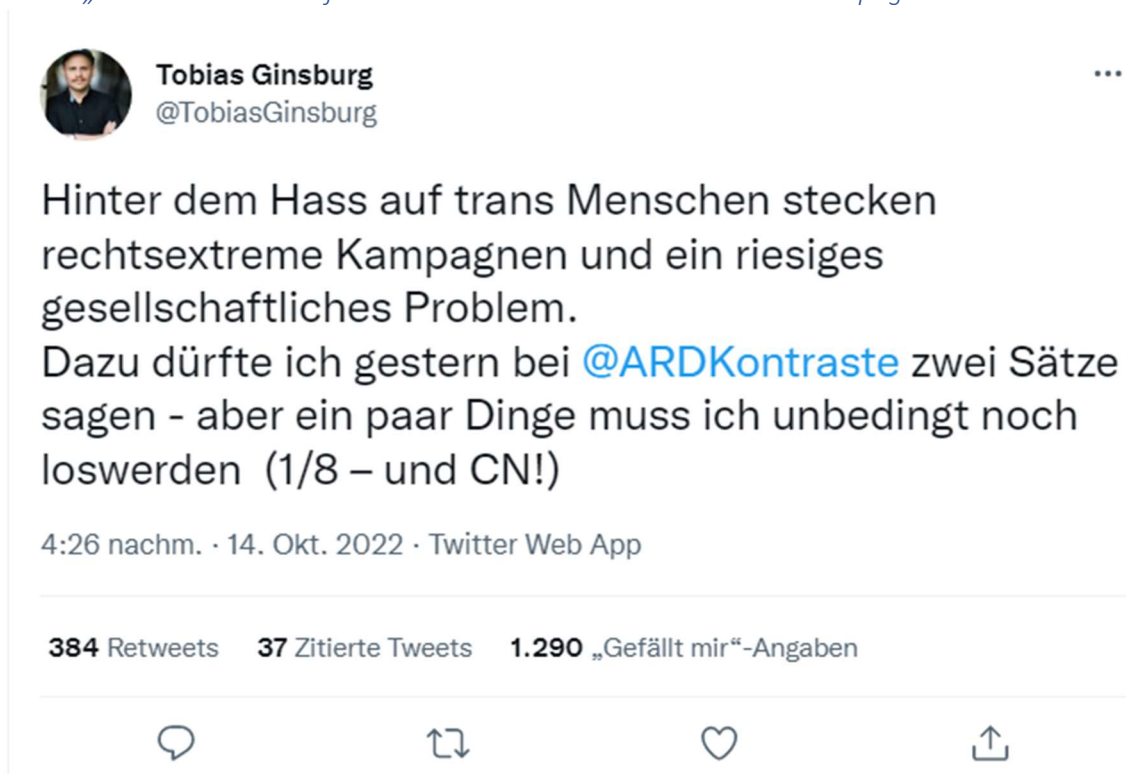 Tobias Ginsburg
@TobiasGinsburg
Hinter dem Hass auf trans Menschen stecken
rechtsextreme Kampagnen und ein riesiges
gesellschaftliches Problem.
Dazu dürfte ich gestern bei @ARDKontraste zwei Sätze
sagen - aber ein paar Dinge muss ich unbedingt noch
loswerden (1/8 – und CN!)
4:26 nachm. · 14. Okt. 2022 · Twitter Web App
384 Retweets 37 Zitierte Tweets 1.290 „Gefällt mir“-Angaben